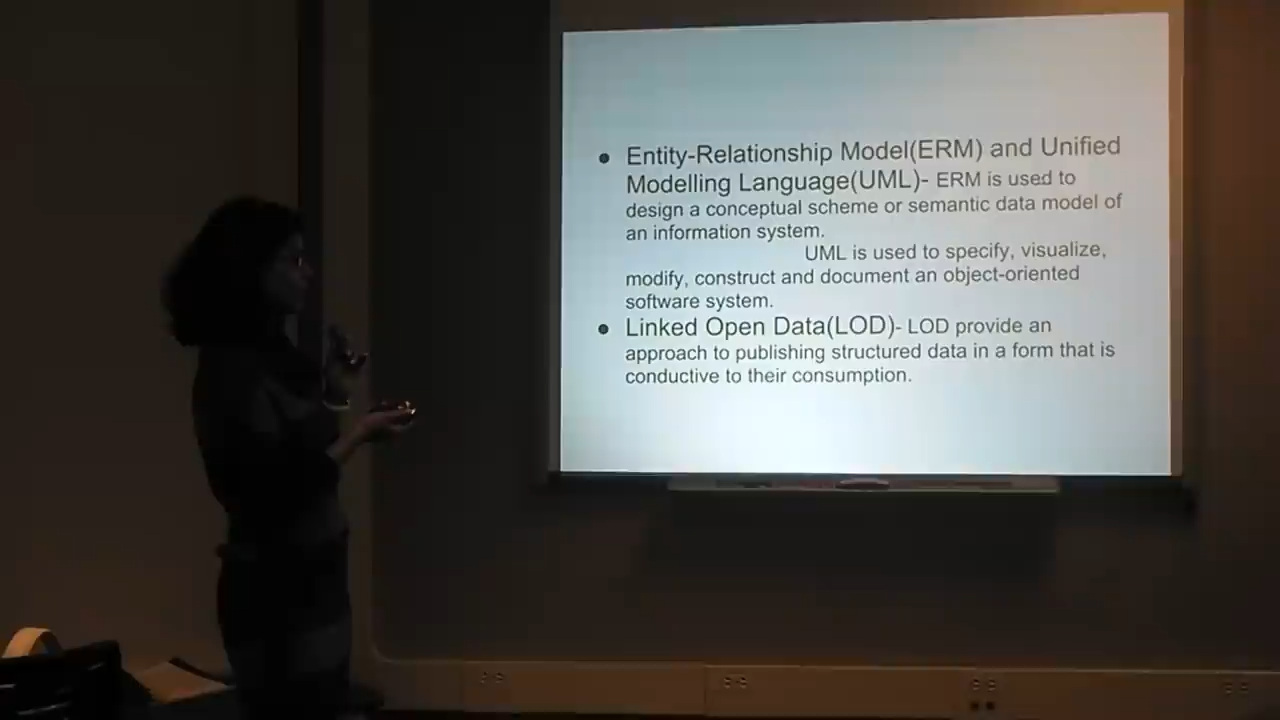 • Entity-Relationship Model(ERM) and Unified
Modelling Language(UML)- ERM is used to
design a conceptual scheme or semantic data model of
an information system.
UML is used to specify, visualize,
modify, construct and document an object-oriented
software system.
• Linked Open Data(LOD)- LOD provide an
approach to publishing structured data in a form that is
conductive to their consumption.